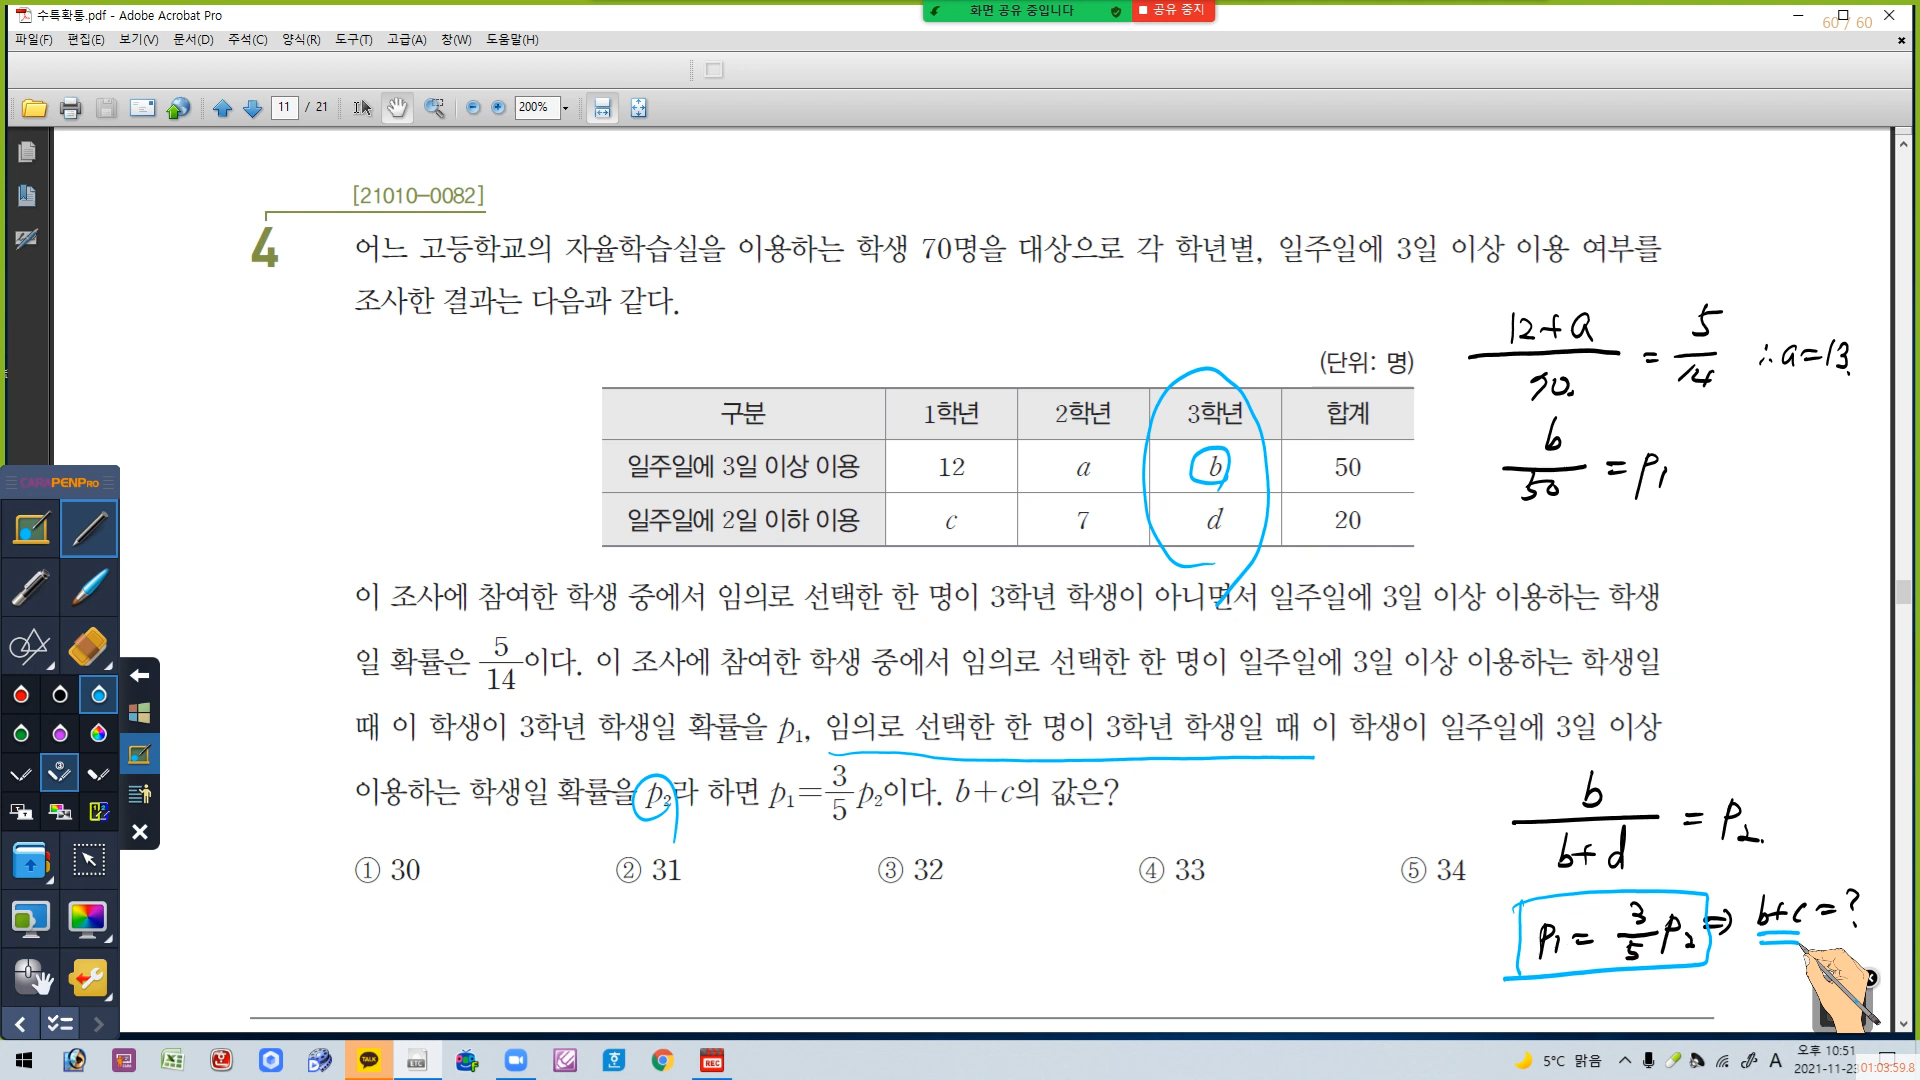 수특확통.pdf - Adobe Acrobat Pro
화면 공유 중입니다
공유 중지
60 / 60
파일(F) 편집(E) 보기(V) 문서(D) 주석(C) 양식(R) 도구(T) 고급(A) 창(W) 도움말(H)
11 / 21
200%
[21010-0082]
4
어느 고등학교의 자율학습실을 이용하는 학생 70명을 대상으로 각 학년별, 일주일에 3일 이상 이용 여부를
조사한 결과는 다음과 같다.
(단위: 명)
구분 1학년 2학년 3학년 합계
일주일에 3일 이상 이용 12 a b 50
일주일에 2일 이하 이용 c 7 d 20
이 조사에 참여한 학생 중에서 임의로 선택한 한 명이 3학년 학생이 아니면서 일주일에 3일 이상 이용하는 학생
일 확률은 5/14이다. 이 조사에 참여한 학생 중에서 임의로 선택한 한 명이 일주일에 3일 이상 이용하는 학생일
때 이 학생이 3학년 학생일 확률을 p₁, 임의로 선택한 한 명이 3학년 학생일 때 이 학생이 일주일에 3일 이상
이용하는 학생일 확률을 p₂라 하면 p₁=3/5 p₂이다. b+c의 값은?
① 30 ② 31 ③ 32 ④ 33 ⑤ 34
12+a / 70. = 5/14 ∴a=13.
b/50 = p₁
b / b+d = P₂.
P₁ = 3/5 P₂ ⇒ b+c=?
CARAPENPRO
TALK
ETC
REC
5°C 맑음
A
오후 10:51
2021-11-23
01:03:59.8